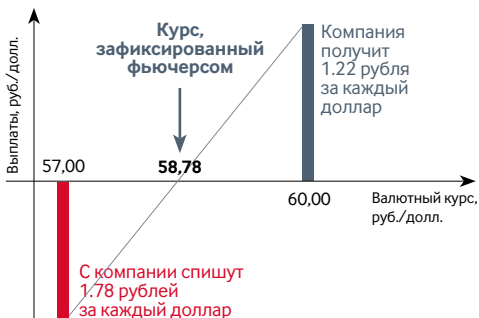 Выплаты, руб./долл.
Курс,
зафиксированный
фьючерсом
Компания
получит
1.22 рубля
за каждый
доллар
57,00
58,78
60,00
Валютный курс,
руб./долл.
С компании спишут
1.78 рублей
за каждый доллар